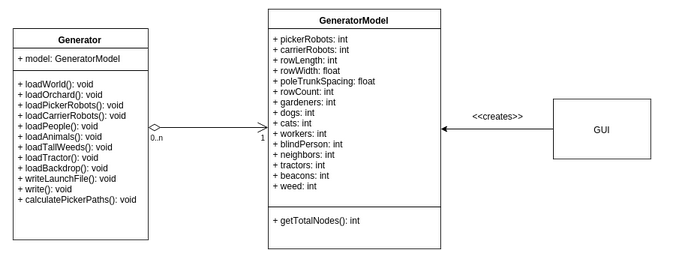 Generator
+ model: GeneratorModel
+ loadWorld(): void
+ loadOrchard(): void
+ loadPickerRobots(): void
+ loadCarrierRobots(): void
+ loadPeople(): void
+ loadAnimals(): void
+ loadTallWeeds(): void
+ loadTractor(): void
+ loadBackdrop(): void
+ writeLaunchFile(): void
+ write(): void
+ calculatePickerPaths(): void
0..n
1
GeneratorModel
+ pickerRobots: int
+ carrierRobots: int
+ rowLength: int
+ rowWidth: float
+ poleTrunkSpacing: float
+ rowCount: int
+ gardeners: int
+ dogs: int
+ cats: int
+ workers: int
+ blindPerson: int
+ neighbors: int
+ tractors: int
+ beacons: int
+ weed: int
+ getTotalNodes(): int
<<creates>>
GUI